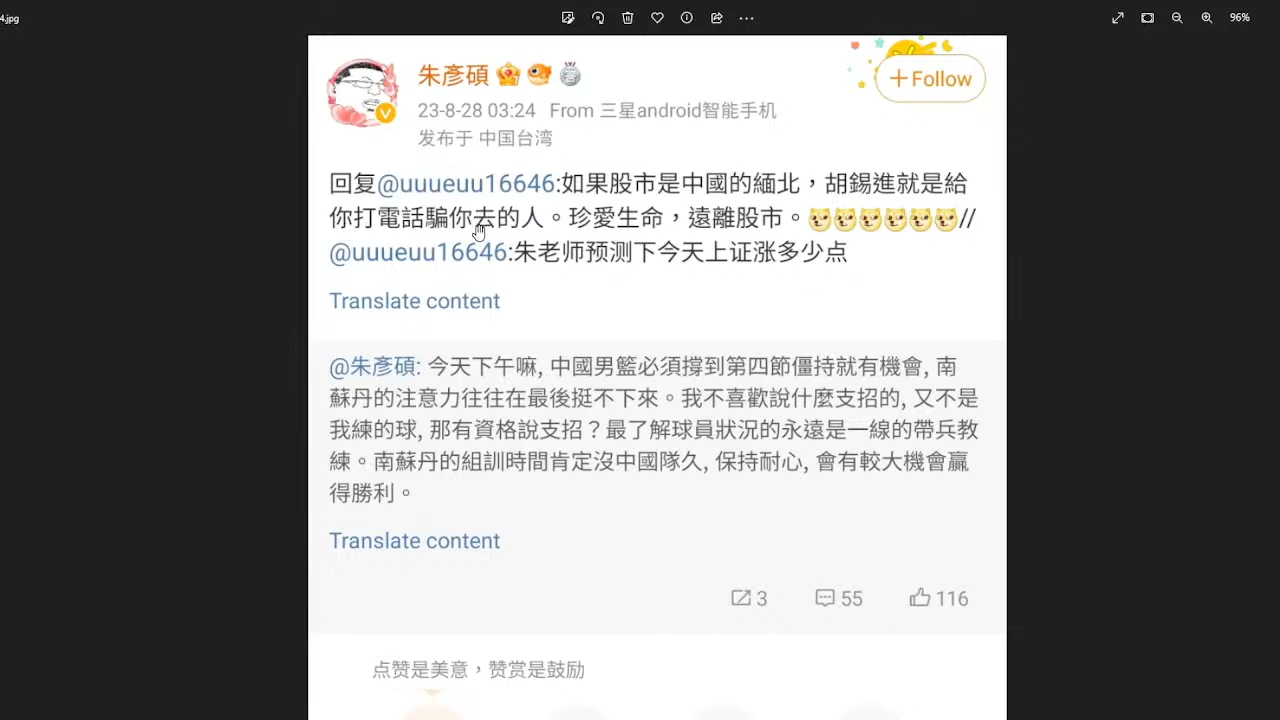 4.jpg
96%
朱彥碩
+Follow
23-8-28 03:24 From 三星android智能手机
发布于 中国台湾
回复@uuueuu16646:如果股市是中國的緬北，胡錫進就是給
你打電話騙你去的人。珍愛生命，遠離股市。//
@uuueuu16646:朱老师预测下今天上证涨多少点
Translate content
@朱彥碩: 今天下午嘛, 中國男籃必須撐到第四節僵持就有機會, 南
蘇丹的注意力往往在最後挺不下來。我不喜歡說什麼支招的, 又不是
我練的球, 那有資格說支招？最了解球員狀況的永遠是一線的帶兵教
練。南蘇丹的組訓時間肯定沒中國隊久, 保持耐心, 會有較大機會贏
得勝利。
Translate content
3 55 116
点赞是美意，赞赏是鼓励